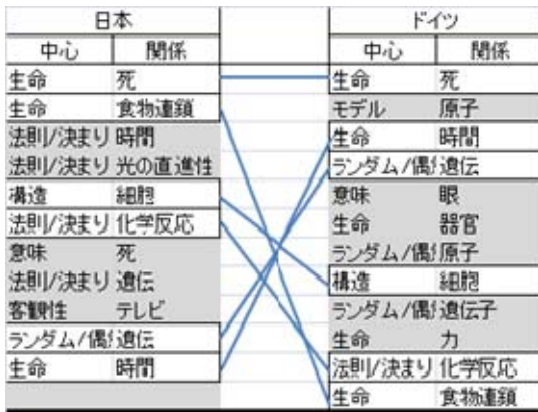 日本 ドイツ
中心 関係 中心 関係
生命 死 生命 死
生命 食物連鎖 モデル 原子
法則/決まり 時間 生命 時間
法則/決まり 光の直進性 ランダム/偶 遺伝
構造 細胞 意味 眼
法則/決まり 化学反応 生命 器官
意味 死 ランダム/偶 原子
法則/決まり 遺伝 構造 細胞
客観性 テレビ ランダム/偶 遺伝子
ランダム/偶 遺伝 生命 力
生命 時間 法則/決まり 化学反応
生命 食物連鎖